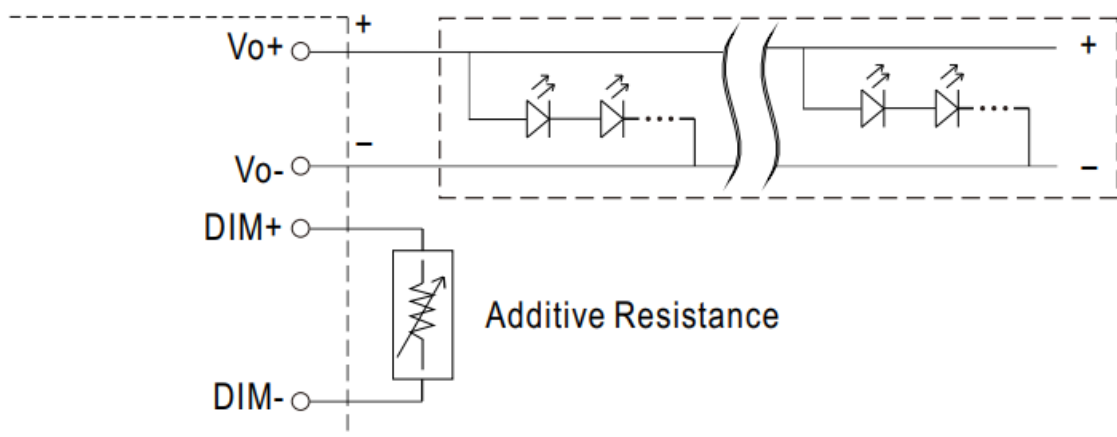 Vo+
+
+
Vo-
−
−
DIM+
Additive Resistance
DIM-